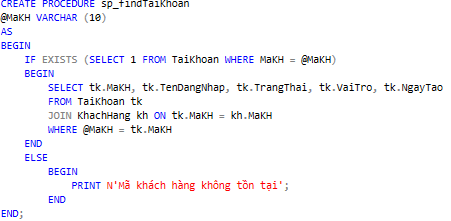 CREATE PROCEDURE sp_findTaiKhoan
@MaKH VARCHAR (10)
AS
BEGIN
    IF EXISTS (SELECT 1 FROM TaiKhoan WHERE MaKH = @MaKH)
    BEGIN
        SELECT tk.MaKH, tk.TenDangNhap, tk.TrangThai, tk.VaiTro, tk.NgayTao
        FROM TaiKhoan tk
        JOIN KhachHang kh ON tk.MaKH = kh.MaKH
        WHERE @MaKH = tk.MaKH
    END
    ELSE
        BEGIN
            PRINT N'Mã khách hàng không tồn tại';
        END
END;